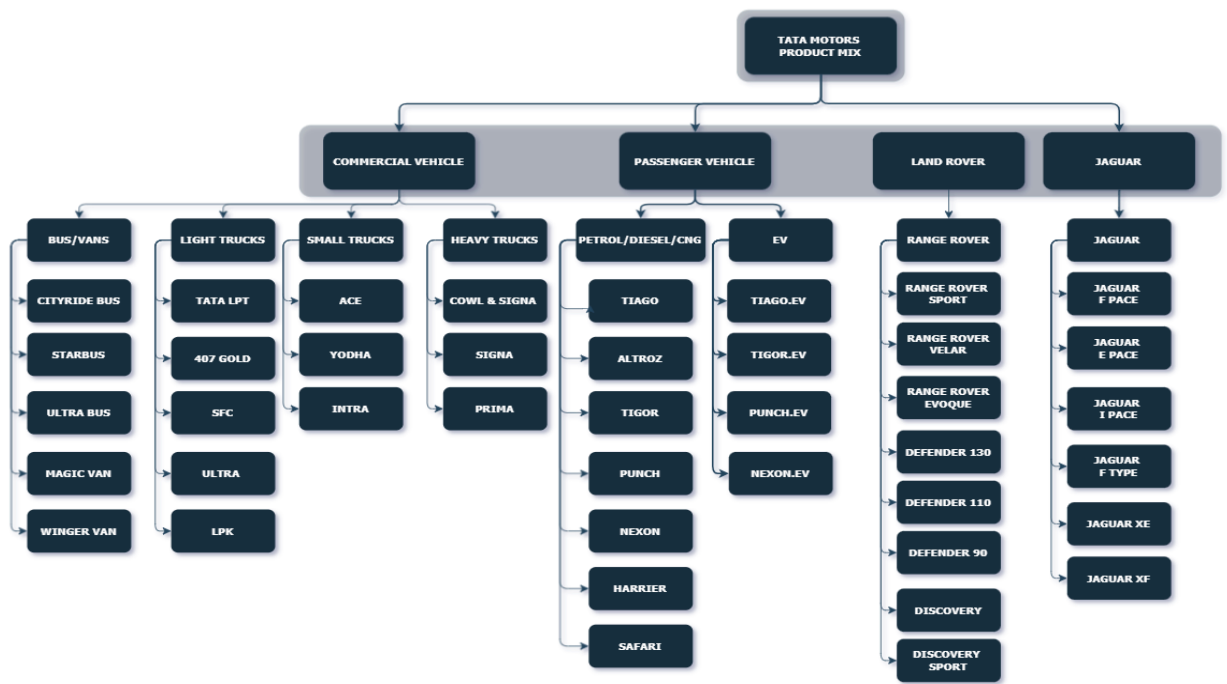 TATA MOTORS
PRODUCT MIX
COMMERCIAL VEHICLE
PASSENGER VEHICLE
LAND ROVER
JAGUAR
BUS/VANS
CITYRIDE BUS
STARBUS
ULTRA BUS
MAGIC VAN
WINGER VAN
LIGHT TRUCKS
TATA LPT
407 GOLD
SFC
ULTRA
LPK
SMALL TRUCKS
ACE
YODHA
INTRA
HEAVY TRUCKS
COWL & SIGNA
SIGNA
PRIMA
PETROL/DIESEL/CNG
TIAGO
ALTROZ
TIGOR
PUNCH
NEXON
HARRIER
SAFARI
EV
TIAGO.EV
TIGOR.EV
PUNCH.EV
NEXON.EV
RANGE ROVER
RANGE ROVER
SPORT
RANGE ROVER
VELAR
RANGE ROVER
EVOQUE
DEFENDER 130
DEFENDER 110
DEFENDER 90
DISCOVERY
DISCOVERY
SPORT
JAGUAR
JAGUAR
F PACE
JAGUAR
E PACE
JAGUAR
I PACE
JAGUAR
F TYPE
JAGUAR XE
JAGUAR XF